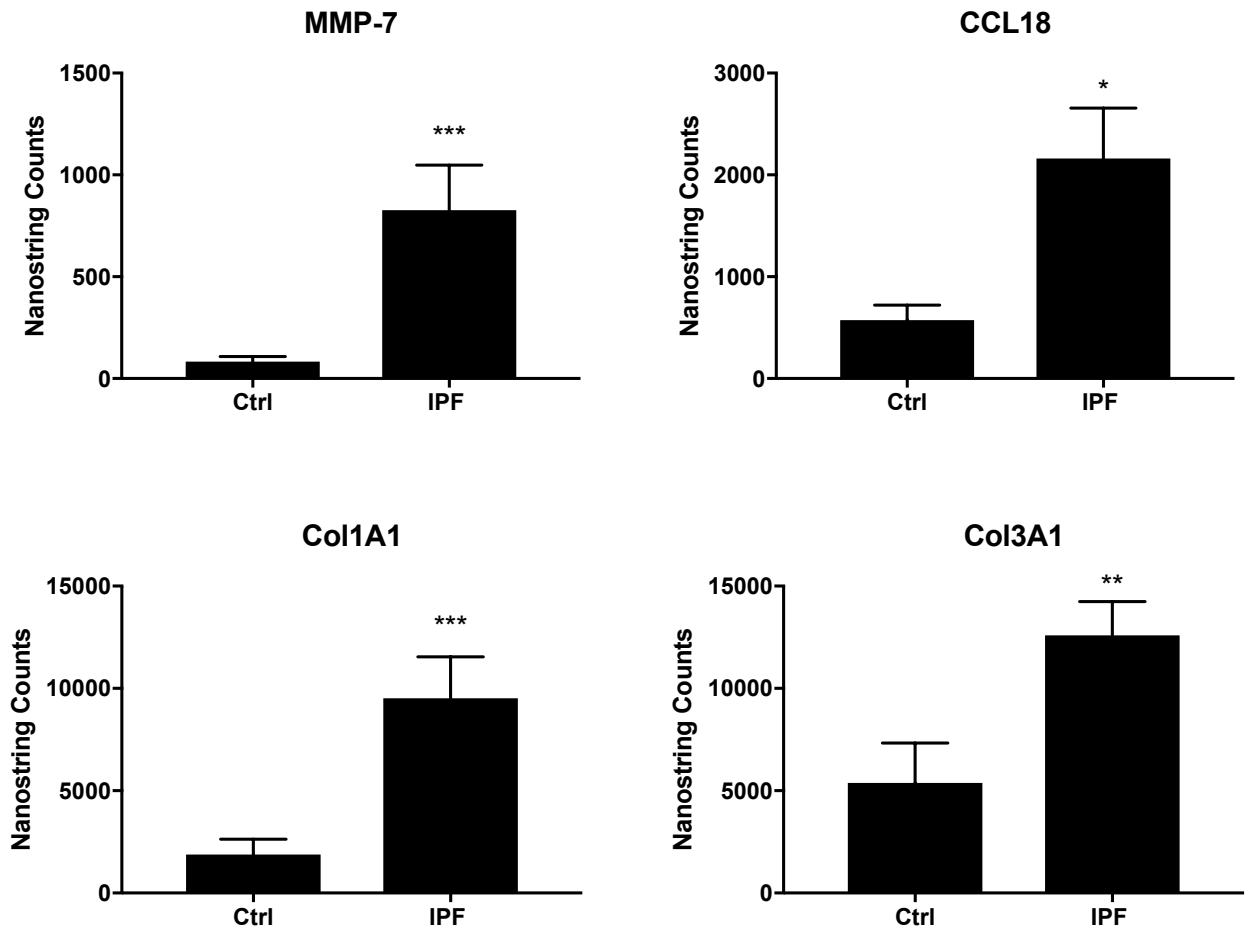 MMP-7
Nanostring Counts
1500
1000
500
0
***
Ctrl
IPF
CCL18
Nanostring Counts
3000
2000
1000
0
*
Ctrl
IPF
Col1A1
Nanostring Counts
15000
10000
5000
0
***
Ctrl
IPF
Col3A1
Nanostring Counts
15000
10000
5000
0
**
Ctrl
IPF